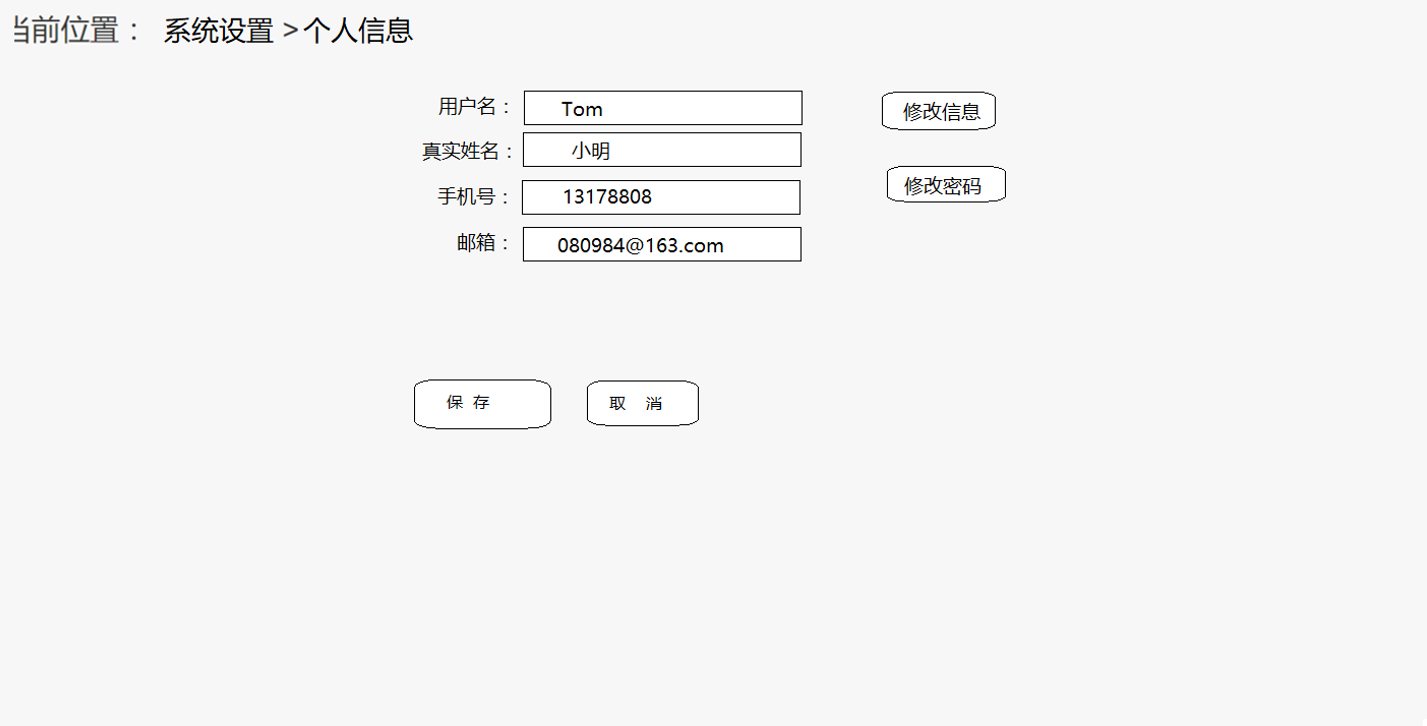 当前位置： 系统设置 >个人信息
用户名： Tom 修改信息
真实姓名： 小明
修改密码
手机号： 13178808
邮箱： 080984@163.com
保 存 取 消